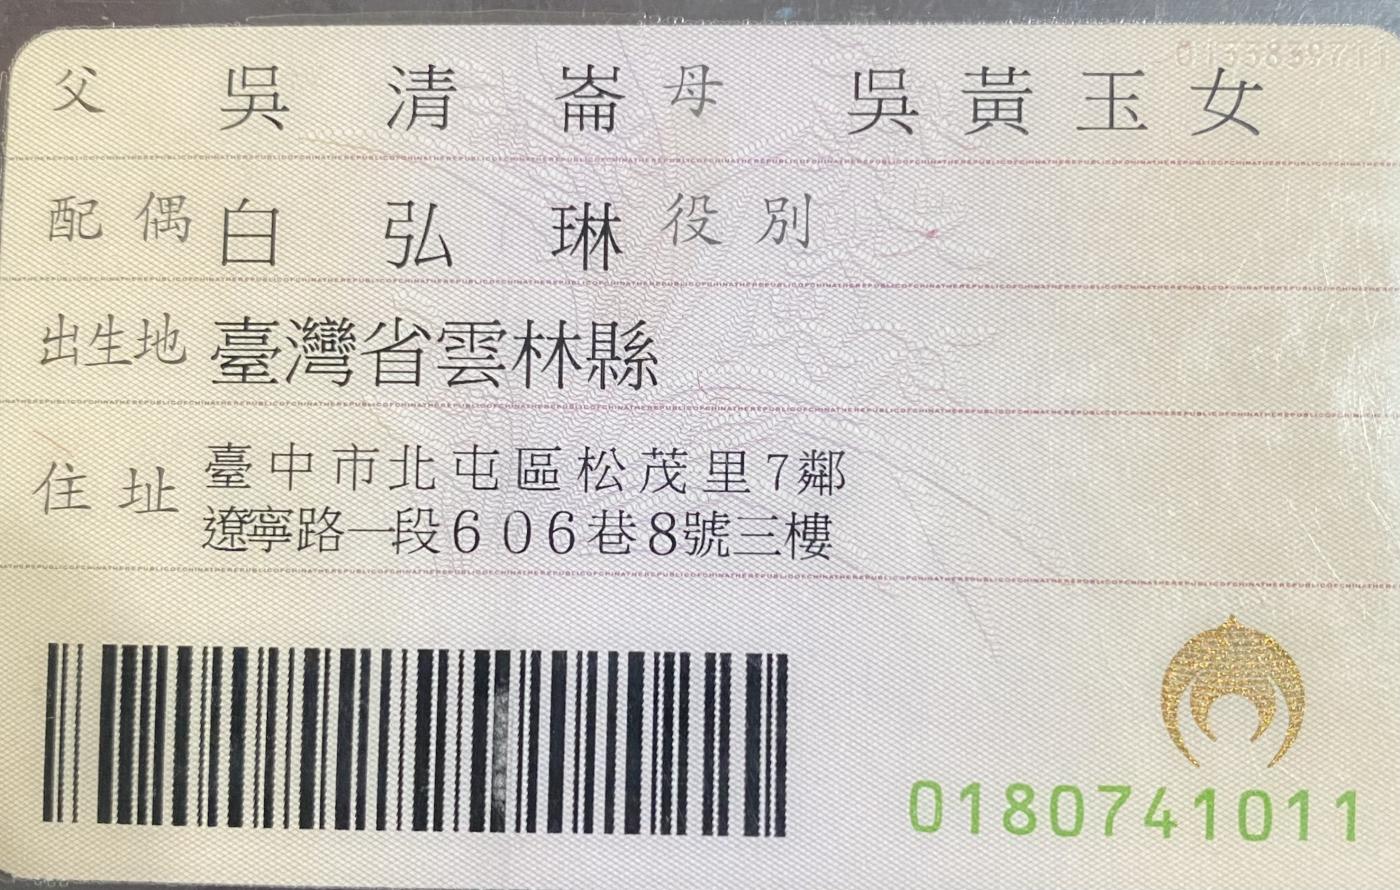 父 吳清崙 母 吳黃玉女
配偶 白弘琳 役別
出生地 臺灣省雲林縣
住址 臺中市北屯區松茂里7鄰
遼寧路一段606巷8號三樓
0180741011